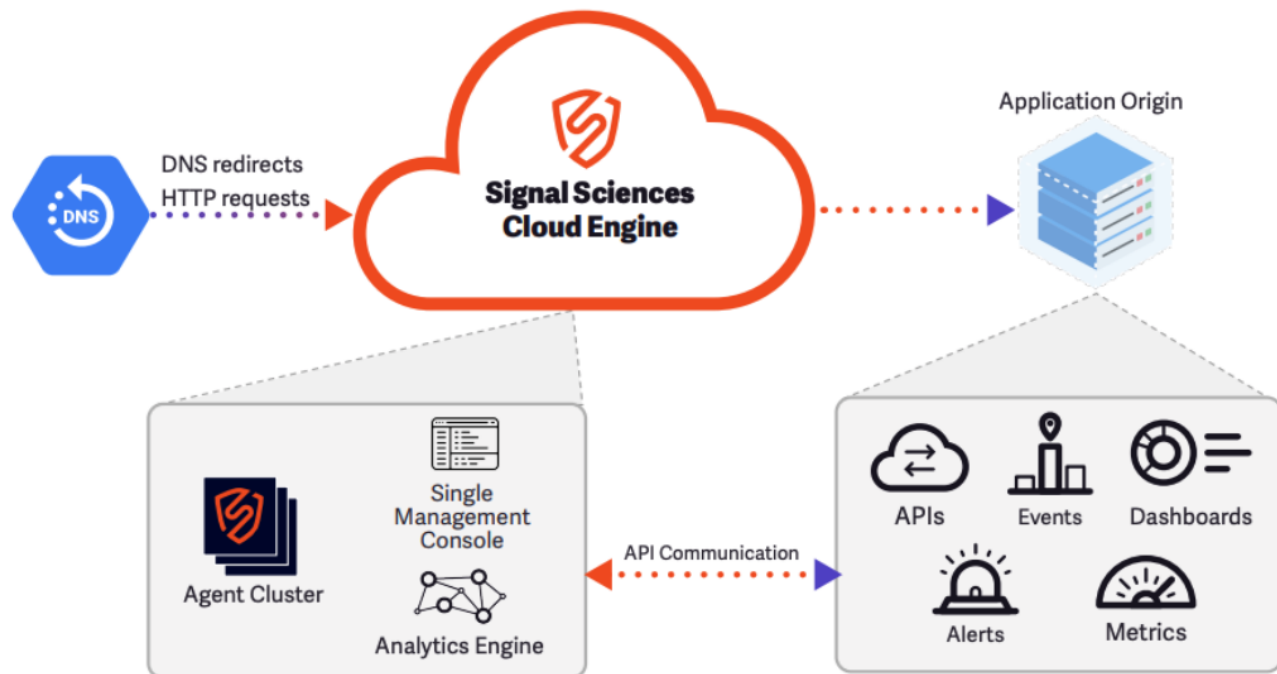 Application Origin
DNS redirects
HTTP requests
DNS
Signal Sciences
Cloud Engine
Single
Management
Console
Agent Cluster
Analytics Engine
API Communication
APIs
Events
Dashboards
Alerts
Metrics